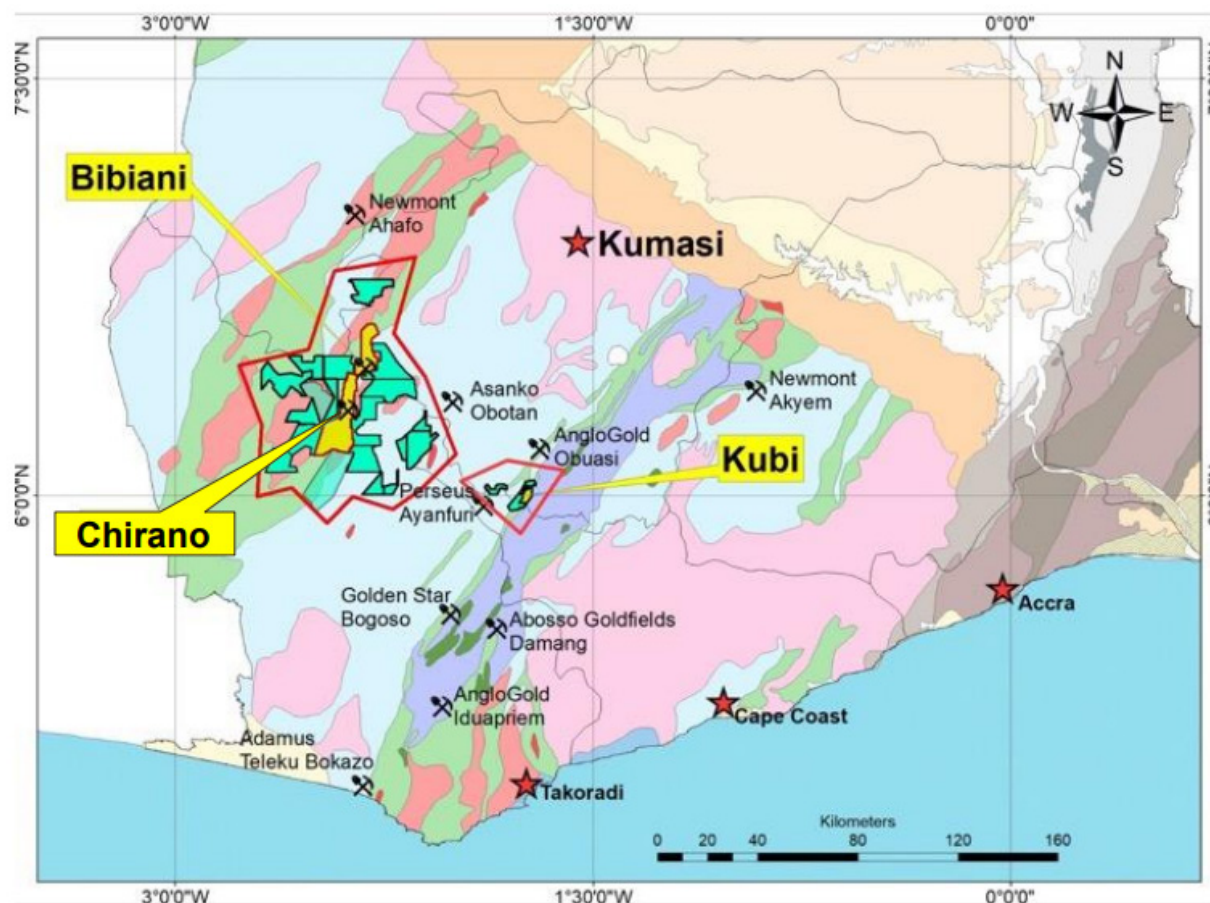 3°0'0"W
1°30'0"W
0°0'0"
7°30'0"N
N
W
E
S
Bibiani
Newmont
Ahafo
Kumasi
Asanko
Obotan
Newmont
Akyem
AngloGold
Obuasi
Kubi
6°0'0"N
Perseus
Ayanfuri
Chirano
Golden Star
Bogoso
Abosso Goldfields
Damang
Accra
AngloGold
Iduapriem
Cape Coast
Adamus
Teleku Bokazo
Takoradi
Kilometers
0 20 40 80 120 160
3°0'0"W
1°30'0"W
0°0'0"